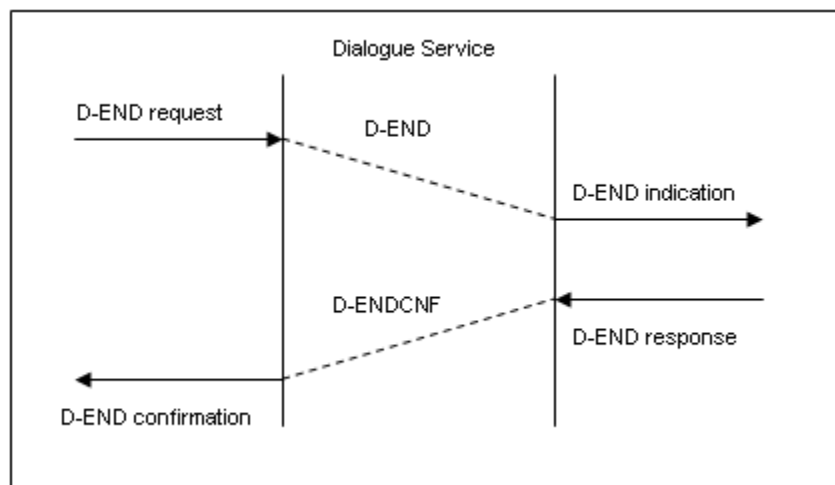 Dialogue Service
D-END request
D-END
D-END indication
D-ENDCNF
D-END response
D-END confirmation